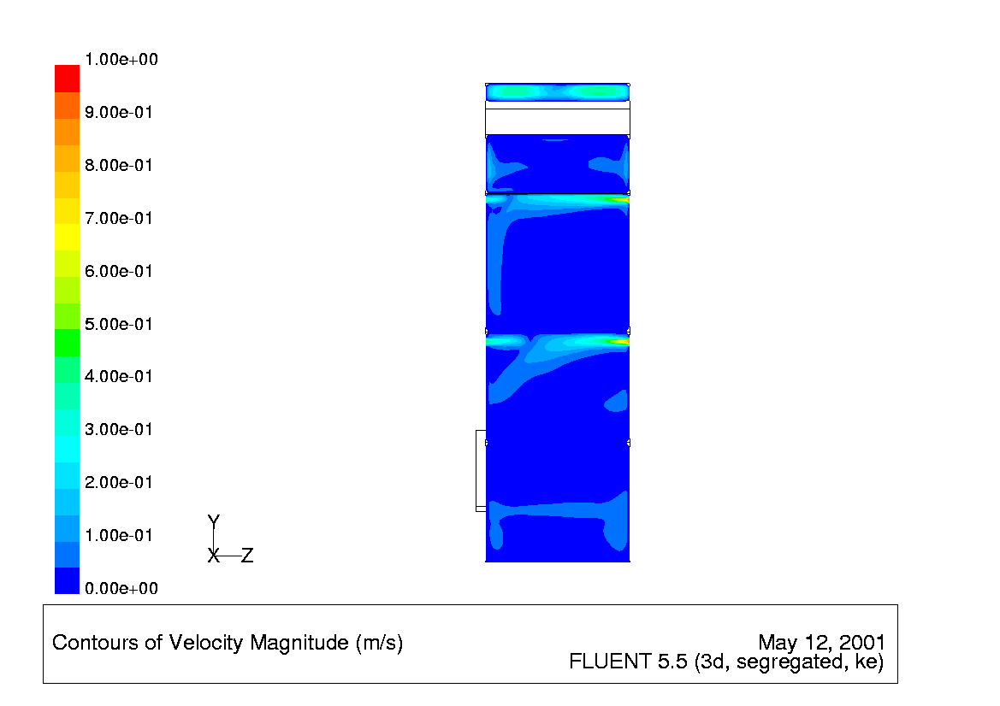 1.00e+00
9.00e-01
8.00e-01
7.00e-01
6.00e-01
5.00e-01
4.00e-01
3.00e-01
2.00e-01
1.00e-01
0.00e+00
Y
X Z
Contours of Velocity Magnitude (m/s)
May 12, 2001
FLUENT 5.5 (3d, segregated, ke)